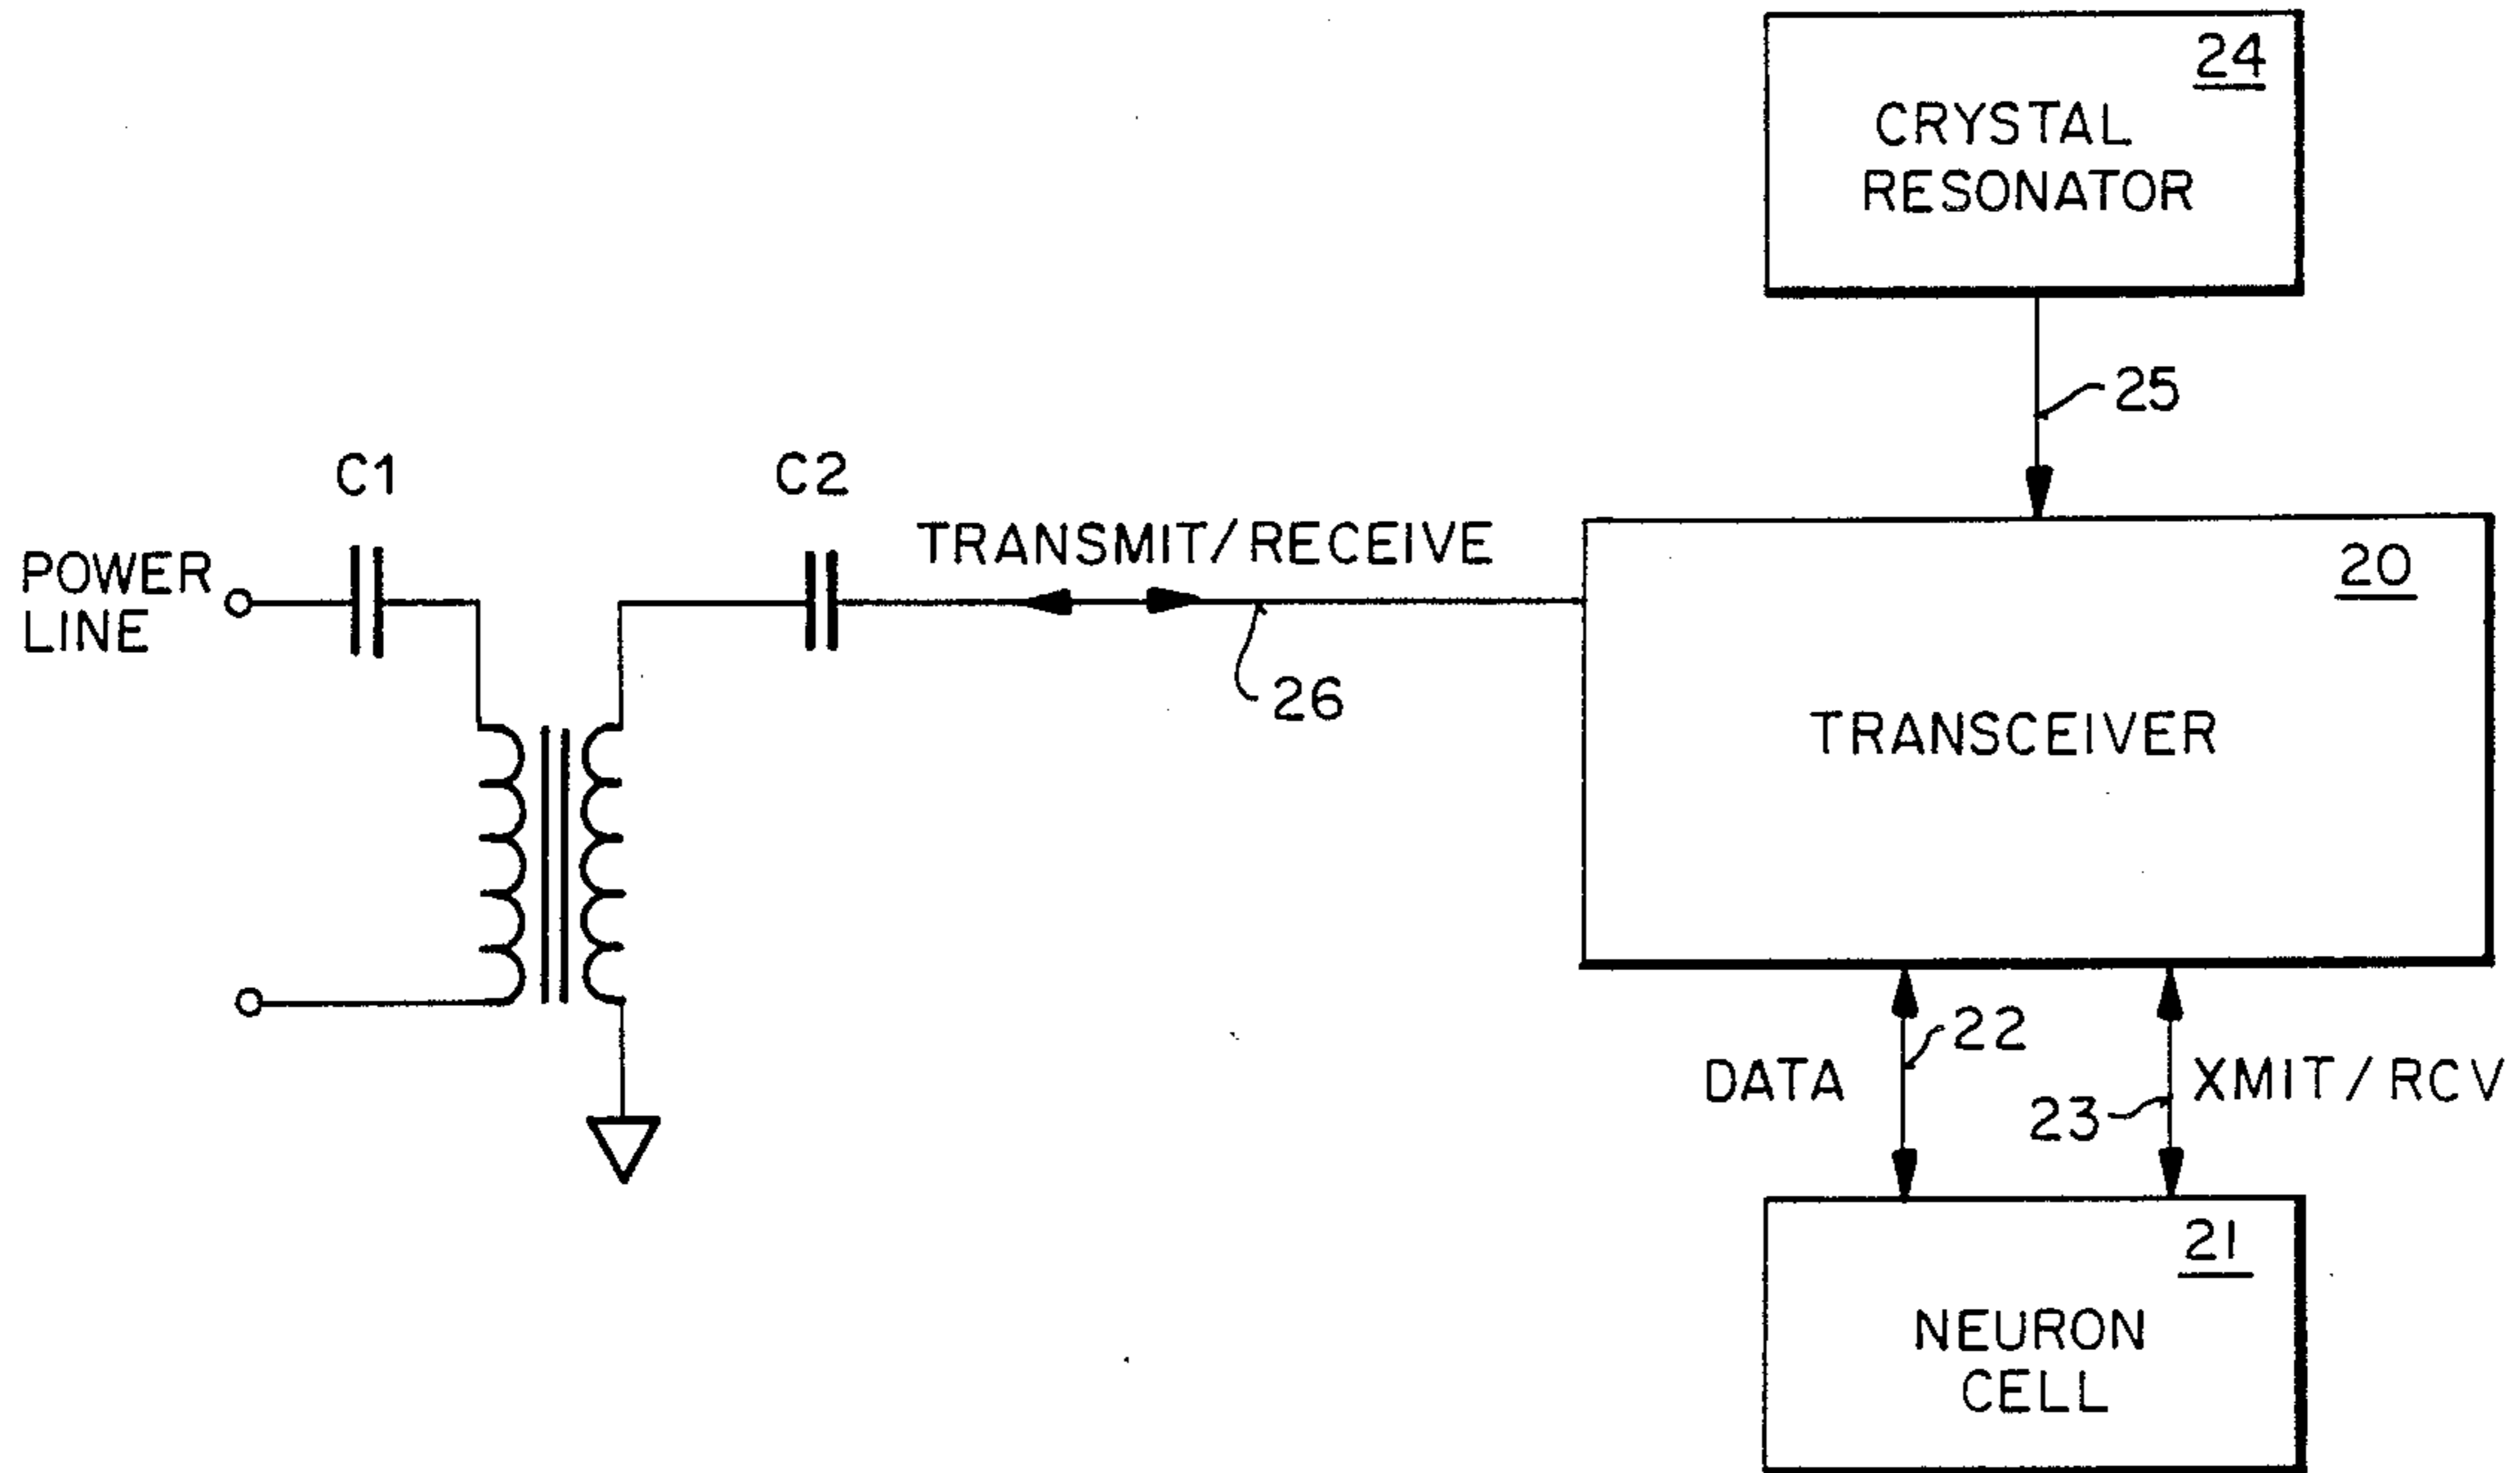 24
CRYSTAL
RESONATOR
25
C1
C2
TRANSMIT/RECEIVE
POWER
LINE
26
20
TRANSCEIVER
22
DATA
23
XMIT/RCV
21
NEURON
CELL